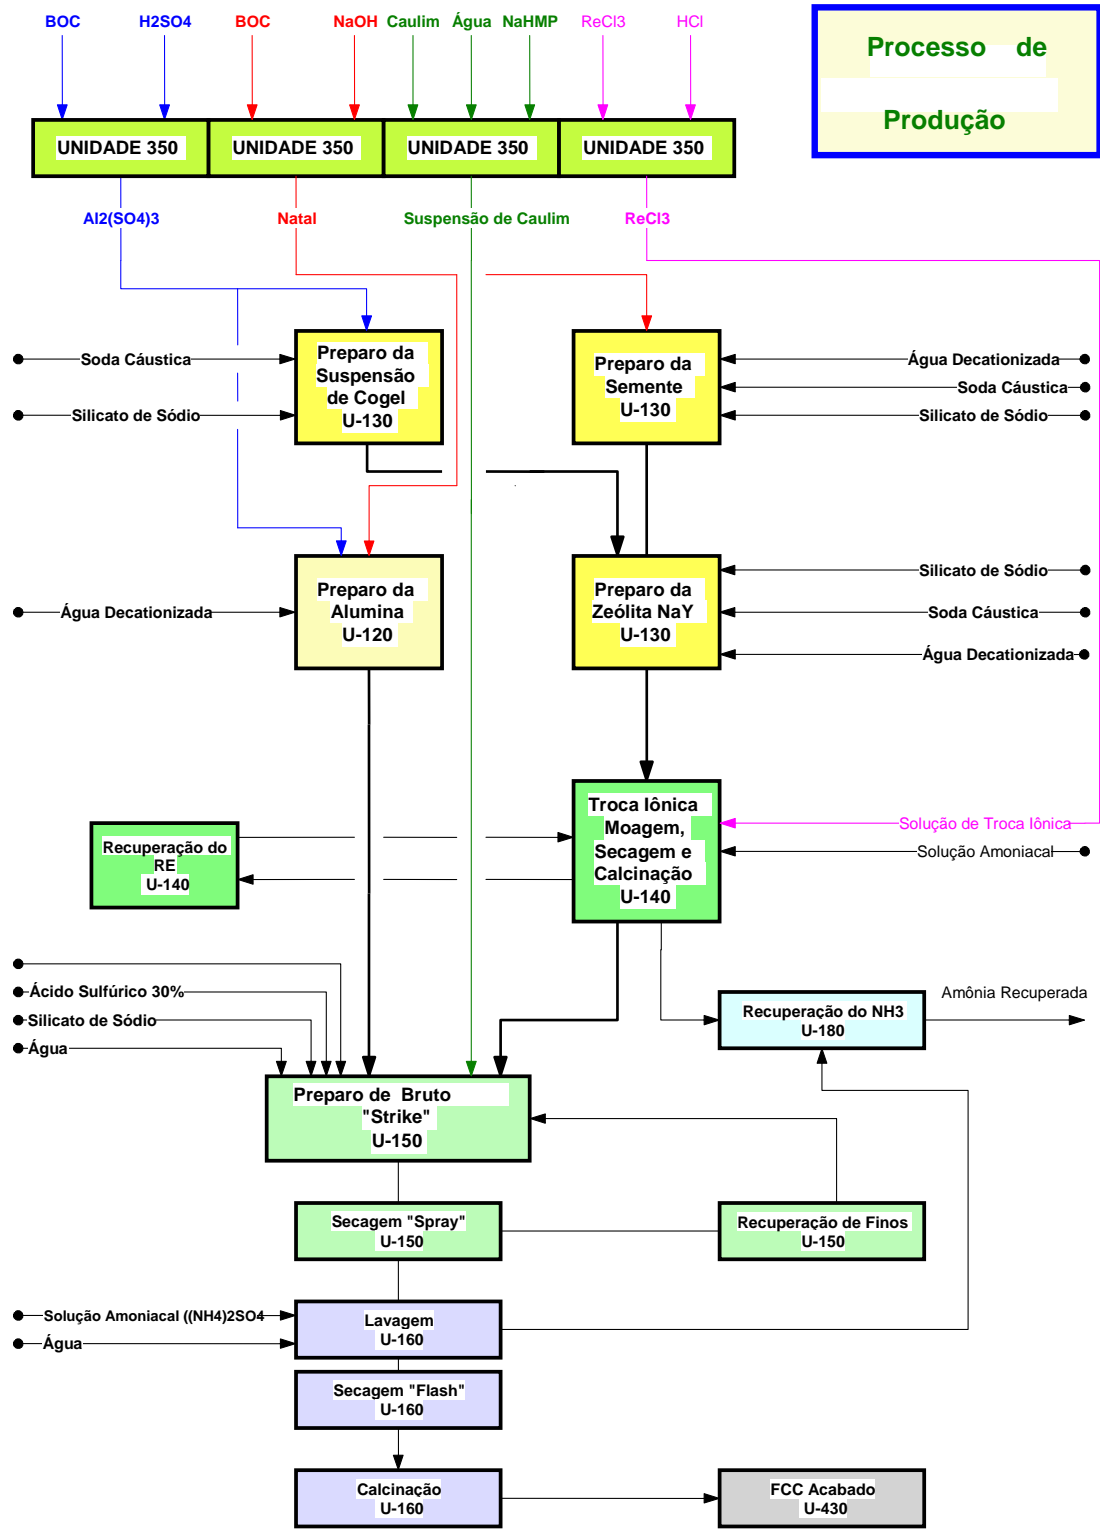 BOC H2SO4 BOC NaOH Caulim Água NaHMP ReCl3 HCl
Processo de
Produção
UNIDADE 350 UNIDADE 350 UNIDADE 350 UNIDADE 350
Al2(SO4)3 Natal Suspensão de Caulim ReCl3
Soda Cáustica
Silicato de Sódio
Preparo da
Suspensão
de Cogel
U-130
Preparo da
Semente
U-130
Água Decationizada
Soda Cáustica
Silicato de Sódio
Água Decationizada
Preparo da
Alumina
U-120
Preparo da
Zeólita NaY
U-130
Silicato de Sódio
Soda Cáustica
Água Decationizada
Recuperação do
RE
U-140
Troca Iônica
Moagem,
Secagem e
Calcinação
U-140
Solução de Troca Iônica
Solução Amoniacal
Ácido Sulfúrico 30%
Silicato de Sódio
Água
Recuperação do NH3
U-180
Amônia Recuperada
Preparo de Bruto
"Strike"
U-150
Secagem "Spray"
U-150
Recuperação de Finos
U-150
Solução Amoniacal ((NH4)2SO4
Água
Lavagem
U-160
Secagem "Flash"
U-160
Calcinação
U-160
FCC Acabado
U-430